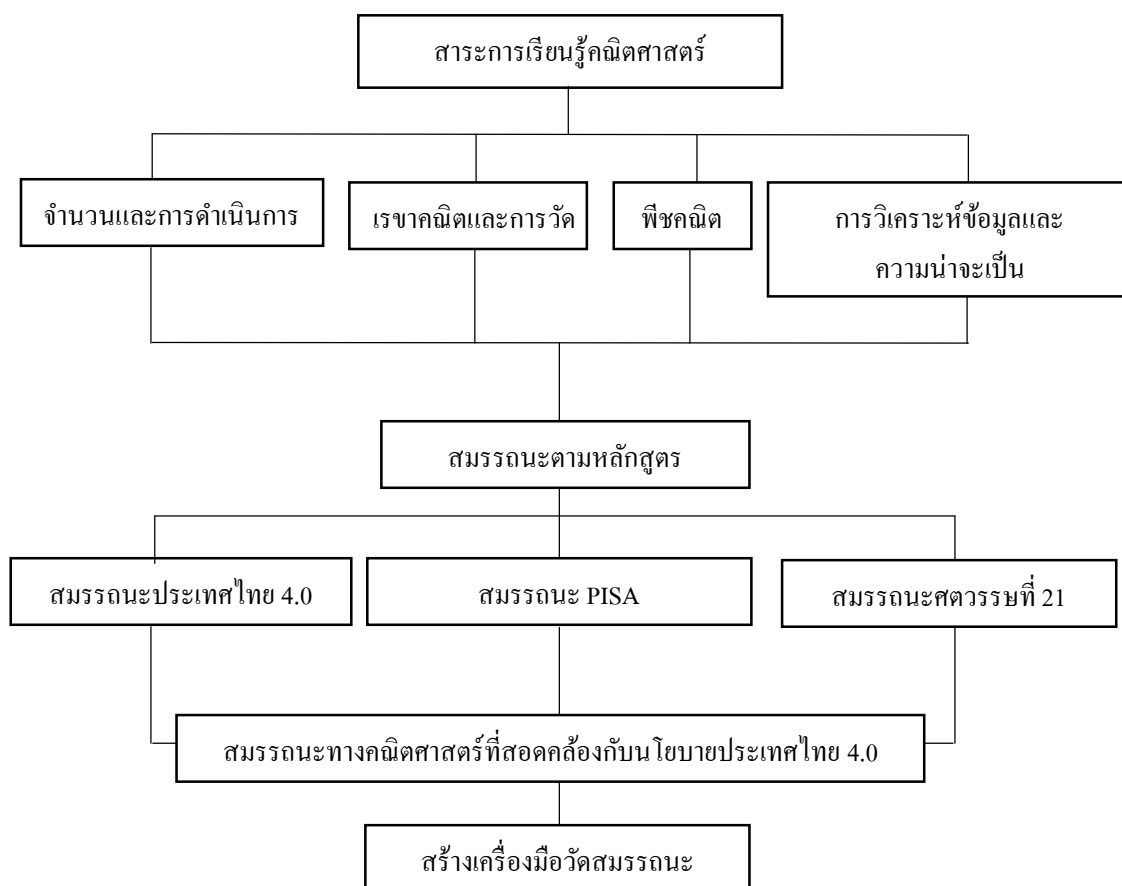 สาระการเรียนรู้คณิตศาสตร์
จำนวนและการดำเนินการ
เรขาคณิตและการวัด
พีชคณิต
การวิเคราะห์ข้อมูลและ
ความน่าจะเป็น
สมรรถนะตามหลักสูตร
สมรรถนะประเทศไทย 4.0
สมรรถนะ PISA
สมรรถนะศตวรรษที่ 21
สมรรถนะทางคณิตศาสตร์ที่สอดคล้องกับนโยบายประเทศไทย 4.0
สร้างเครื่องมือวัดสมรรถนะ